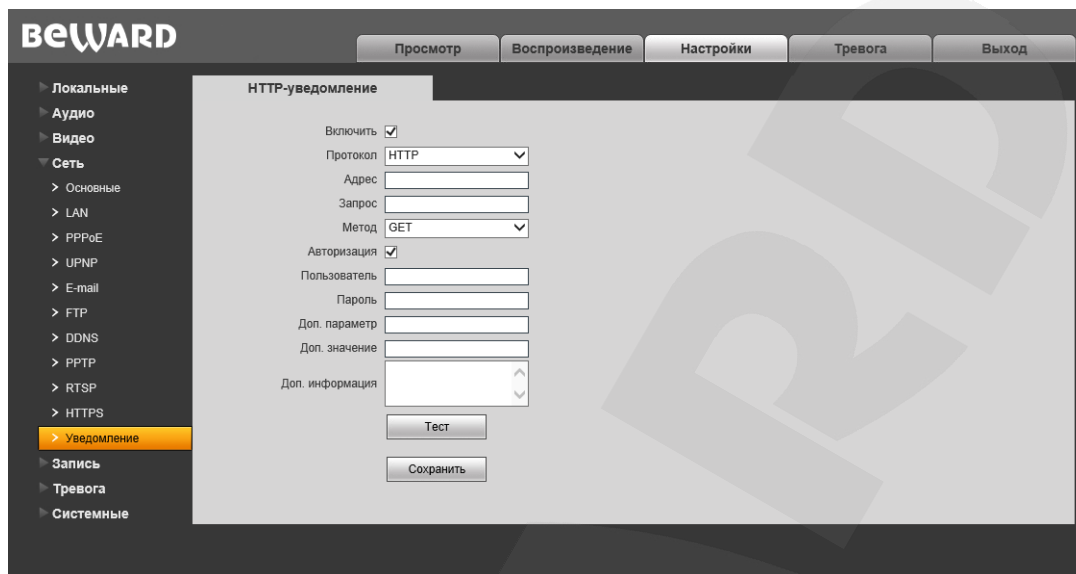 BEWARD
Просмотр
Воспроизведение
Настройки
Тревога
Выход
Локальные
Аудио
Видео
Сеть
Основные
LAN
PPPoE
UPNP
E-mail
FTP
DDNS
PPTP
RTSP
HTTPS
Уведомление
Запись
Тревога
Системные
HTTP-уведомление
Включить
Протокол HTTP
Адрес
Запрос
Метод GET
Авторизация
Пользователь
Пароль
Доп. параметр
Доп. значение
Доп. информация
Тест
Сохранить